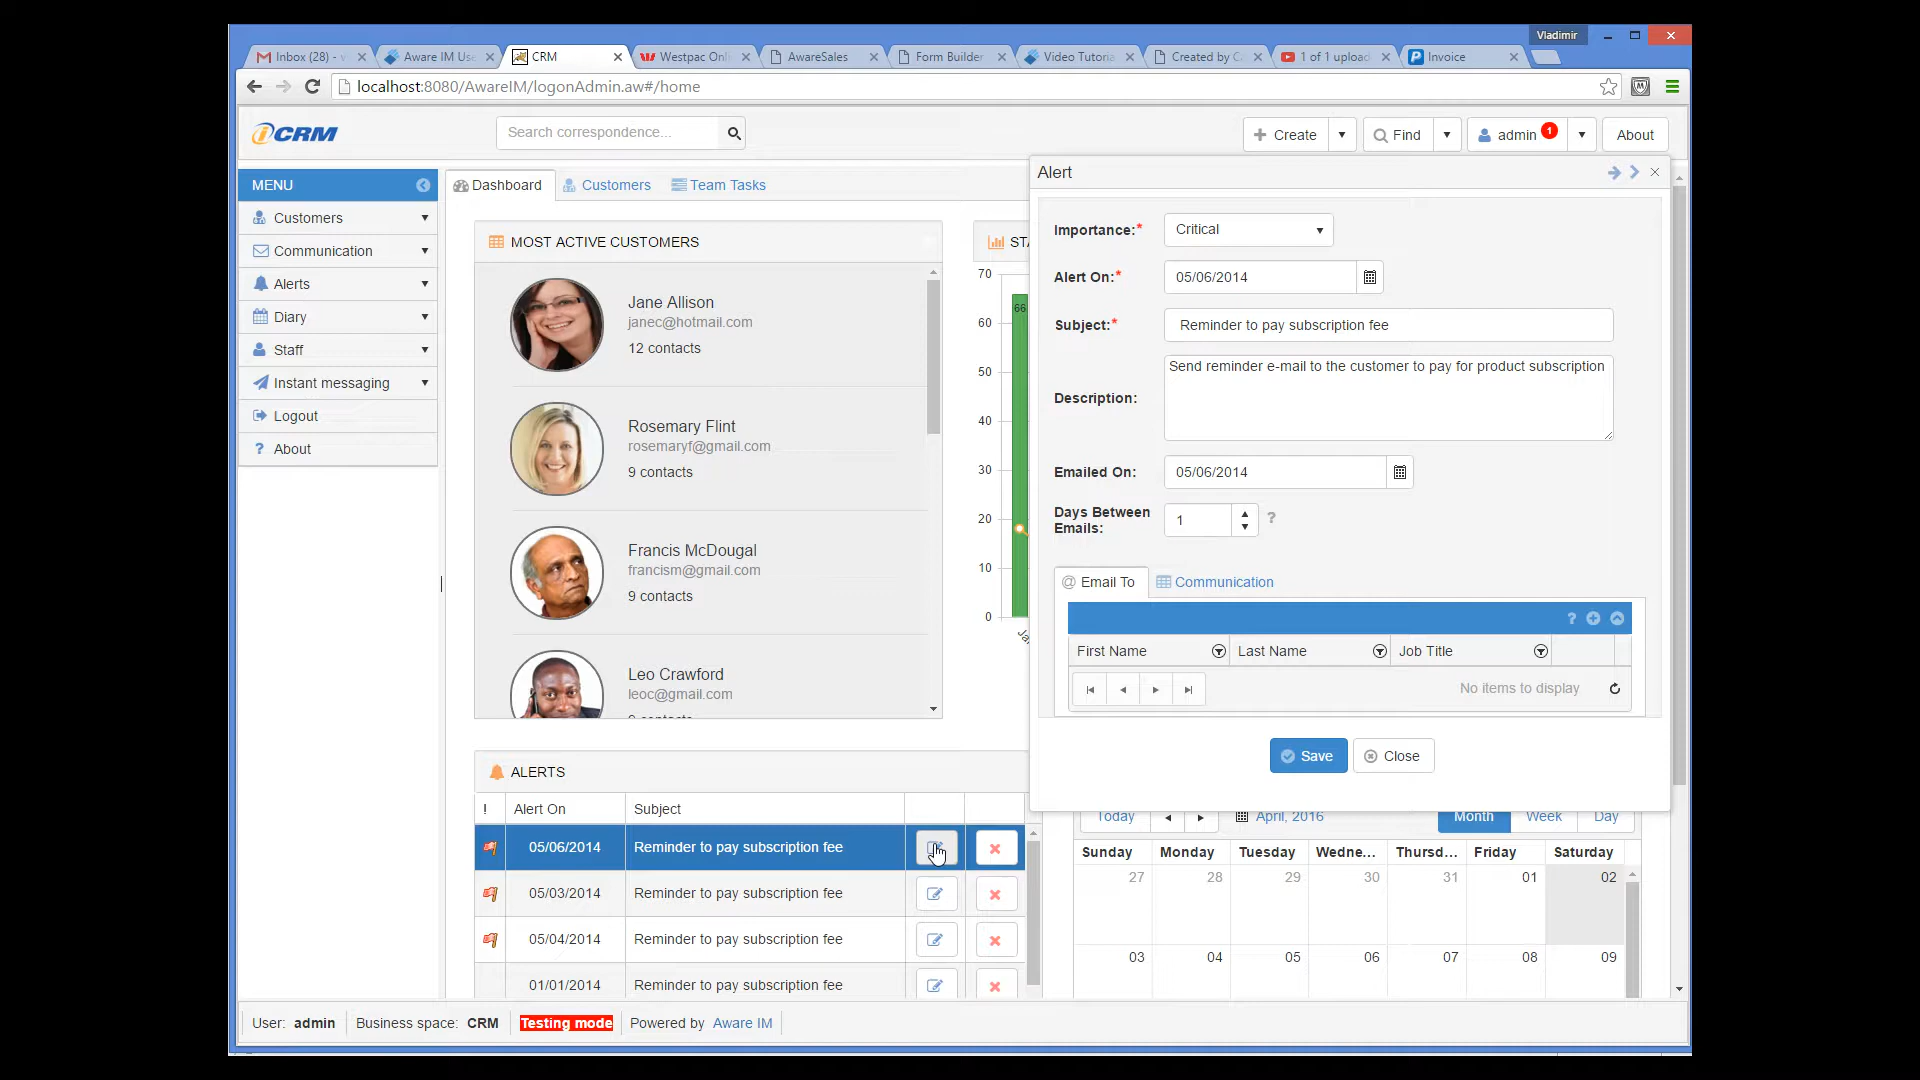 Vladimir
Inbox (28) - v
Aware IM Use
CRM
Westpac Onl
AwareSales
Form Builder
Video Tutoria
Created by C
1 of 1 upload
Invoice
localhost:8080/AwareIM/logonAdmin.aw#/home
iCRM
Search correspondence...
Create
Find
admin 1
About
MENU
Customers
Communication
Alerts
Diary
Staff
Instant messaging
Logout
? About
Dashboard
Customers
Team Tasks
MOST ACTIVE CUSTOMERS
Jane Allison
janec@hotmail.com
12 contacts
Rosemary Flint
rosemaryf@gmail.com
9 contacts
Francis McDougal
francism@gmail.com
9 contacts
Leo Crawford
leoc@gmail.com
9 contacts
STA
70
66
60
50
40
30
20
10
0
Ja
Alert
Importance:* Critical
Alert On:* 05/06/2014
Subject:* Reminder to pay subscription fee
Description: Send reminder e-mail to the customer to pay for product subscription
Emailed On: 05/06/2014
Days Between Emails: 1 ?
@ Email To
Communication
?
First Name
Last Name
Job Title
No items to display
Save
Close
ALERTS
! Alert On Subject
05/06/2014 Reminder to pay subscription fee
05/03/2014 Reminder to pay subscription fee
05/04/2014 Reminder to pay subscription fee
01/01/2014 Reminder to pay subscription fee
Today
April, 2016
Month
Week
Day
Sunday Monday Tuesday Wedne... Thursd... Friday Saturday
27 28 29 30 31 01 02
03 04 05 06 07 08 09
User: admin
Business space: CRM
Testing mode
Powered by Aware IM